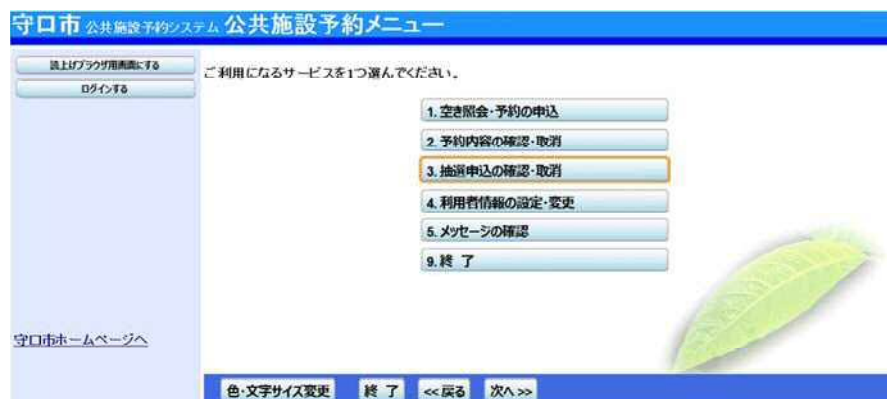 守口市 公共施設予約システム 公共施設予約メニュー
読上げブラウザ用画面にする
ログインする
ご利用になるサービスを1つ選んでください。
1. 空き照会・予約の申込
2. 予約内容の確認・取消
3. 抽選申込の確認・取消
4. 利用者情報の設定・変更
5. メッセージの確認
9. 終 了
守口市ホームページへ
色・文字サイズ変更 終 了 <<戻る 次へ>>